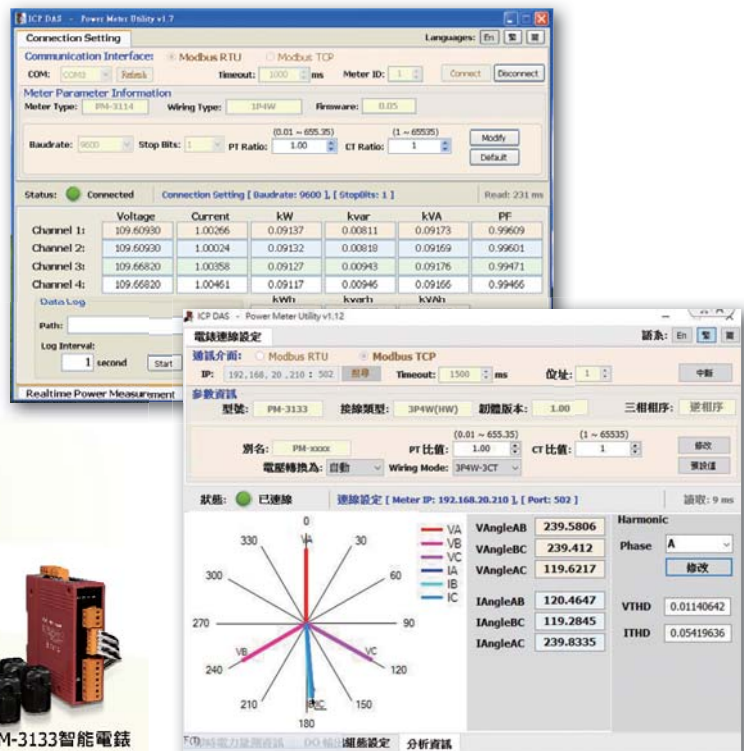 ICP DAS - Power Meter Utility v1.7
Connection Setting Languages: En 繁 簡
Communication Interface: Modbus RTU Modbus TCP
COM: COM3 Refresh Timeout: 1000 ms Meter ID: 1 Connect Disconnect
Meter Parameter Information
Meter Type: PM-3114 Wiring Type: 1P4W Firmware: 0.05
(0.01 ~ 655.35) (1 ~ 65535)
Baudrate: 9600 Stop Bits: 1 PT Ratio: 1.00 CT Ratio: 1 Modify
Default
Status: Connected Connection Setting [ Baudrate: 9600 ], [ StopBits: 1 ] Read: 231 ms
Voltage Current kW kvar kVA PF
Channel 1: 109.60930 1.00266 0.09137 0.00811 0.09173 0.99609
Channel 2: 109.60930 1.00024 0.09132 0.00818 0.09169 0.99601
Channel 3: 109.66820 1.00358 0.09127 0.00943 0.09176 0.99471
Channel 4: 109.66820 1.00461 0.09117 0.00946 0.09166 0.99466
Data Log kWh kvarh kVAh
Path:
Log Interval:
1 second Start
Realtime Power Measurement
ICP DAS - Power Meter Utility v1.12
電錶連線設定 語系: En 繁 簡
通訊介面: Modbus RTU Modbus TCP
IP: 192.168.20.210 : 502 搜尋 Timeout: 1500 ms 位址: 1 中斷
參數資訊
型號: PM-3133 接線類型: 3P4W(HW) 韌體版本: 1.00 三相相序: 逆相序
(0.01 ~ 655.35) (1 ~ 65535)
別名: PM-xxxx PT 比值: 1.00 CT 比值: 1 修改
電壓轉換為: 自動 Wiring Mode: 3P4W-3CT 預設值
狀態: 已連線 連線設定 [ Meter IP: 192.168.20.210 ], [ Port: 502 ] 讀取: 9 ms
0
30
60
90
120
150
180
210
240
270
300
330
VA
VB
VC
VA
VB
VC
IA
IB
IC
VAngleAB 239.5806
VAngleBC 239.412
VAngleAC 119.6217
IAngleAB 120.4647
IAngleBC 119.2845
IAngleAC 239.8335
Harmonic
Phase A
修改
VTHD 0.01140642
ITHD 0.05419636
組態設定 分析資訊
M-3133智能電錶